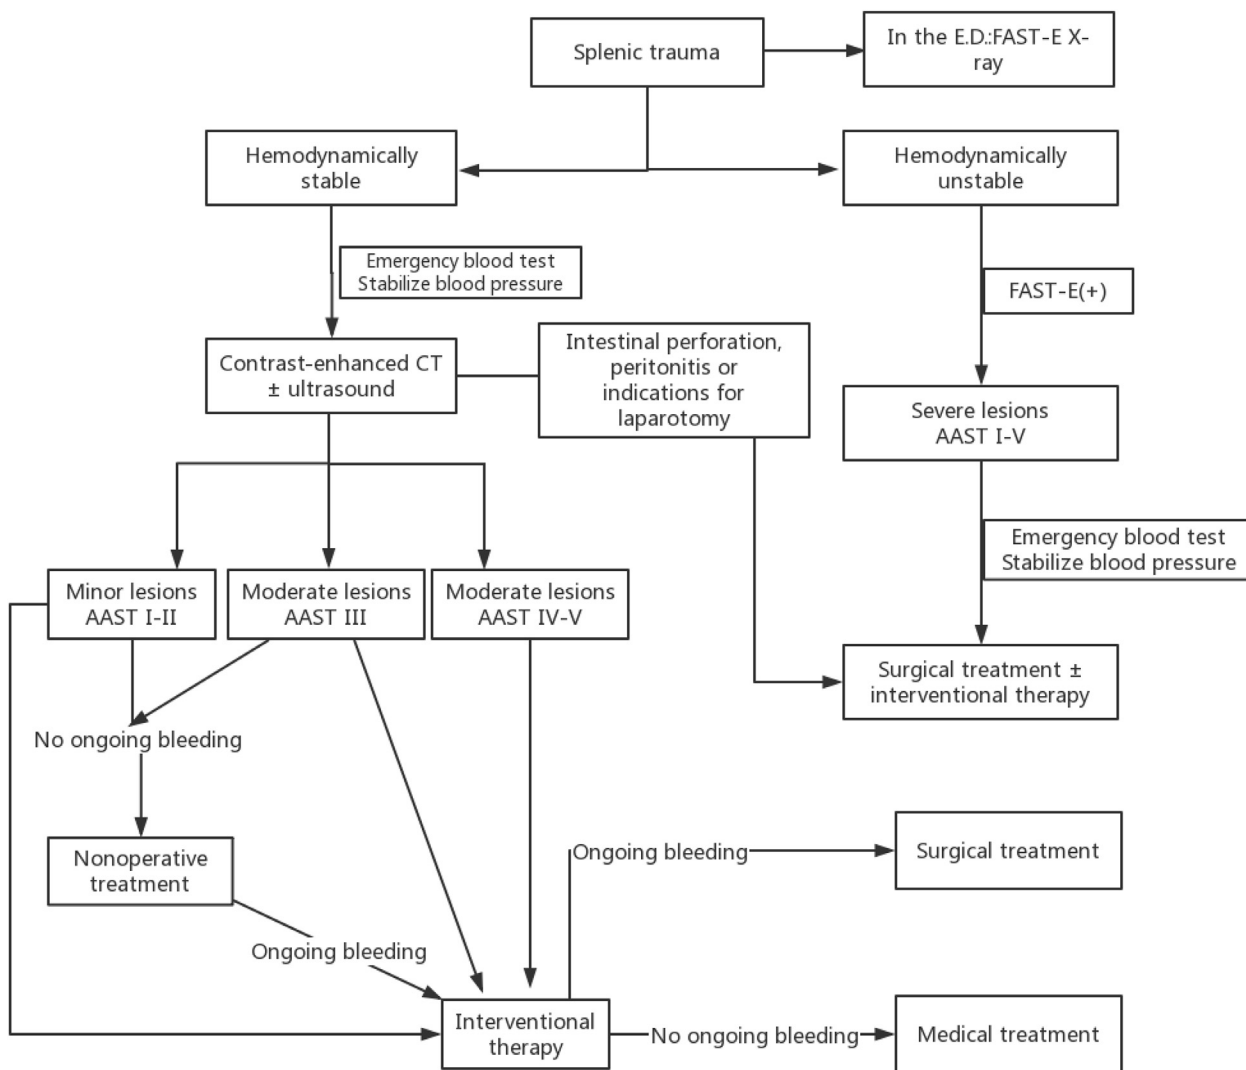 Splenic trauma
In the E.D.:FAST-E X-
ray
Hemodynamically
stable
Hemodynamically
unstable
Emergency blood test
Stabilize blood pressure
FAST-E(+)
Contrast-enhanced CT
± ultrasound
Intestinal perforation,
peritonitis or
indications for
laparotomy
Severe lesions
AAST I-V
Emergency blood test
Stabilize blood pressure
Minor lesions
AAST I-II
Moderate lesions
AAST III
Moderate lesions
AAST IV-V
Surgical treatment ±
interventional therapy
No ongoing bleeding
Nonoperative
treatment
Ongoing bleeding
Surgical treatment
Ongoing bleeding
Interventional
therapy
No ongoing bleeding
Medical treatment